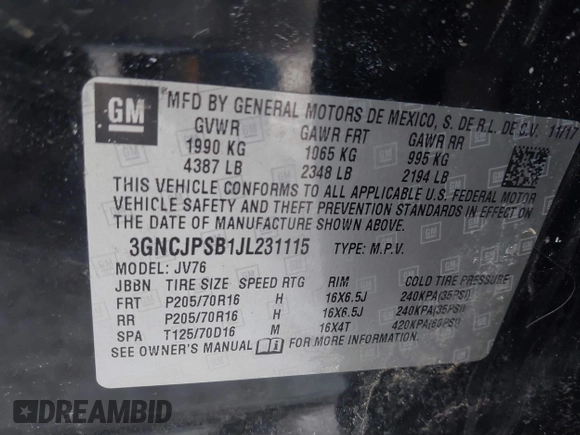 GM
MFD BY GENERAL MOTORS DE MEXICO, S. DE R.L. DE C.V. 11/17
GVWR GAWR FRT GAWR RR
1990 KG 1065 KG 995 KG
4387 LB 2348 LB 2194 LB
THIS VEHICLE CONFORMS TO ALL APPLICABLE U.S. FEDERAL MOTOR
VEHICLE SAFETY AND THEFT PREVENTION STANDARDS IN EFFECT ON
THE DATE OF MANUFACTURE SHOWN ABOVE.
3GNCJPSB1JL231115 TYPE: M.P.V.
MODEL: JV76
JBBN TIRE SIZE SPEED RTG RIM COLD TIRE PRESSURE
FRT P205/70R16 H 16X6.5J 240KPA(35PSI)
RR P205/70R16 H 16X6.5J 240KPA(35PSI)
SPA T125/70D16 M 16X4T 420KPA(60PSI)
SEE OWNER'S MANUAL FOR MORE INFORMATION.
DREAMBID